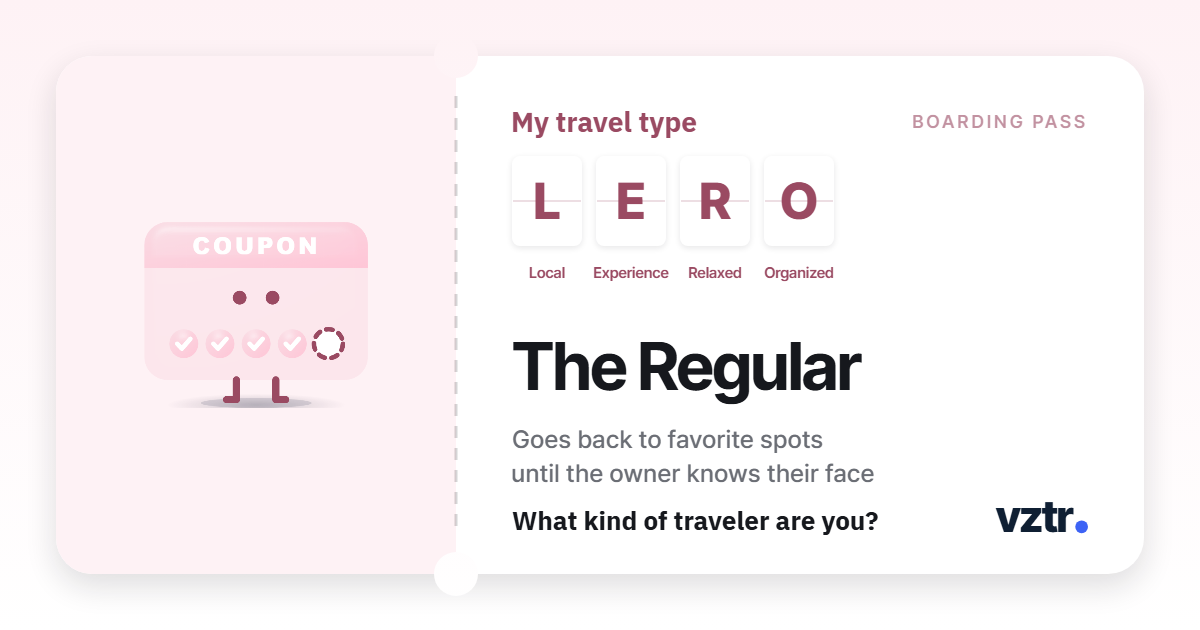 COUPON
My travel type
BOARDING PASS
L E R O
Local Experience Relaxed Organized
The Regular
Goes back to favorite spots
until the owner knows their face
What kind of traveler are you?
vztr.